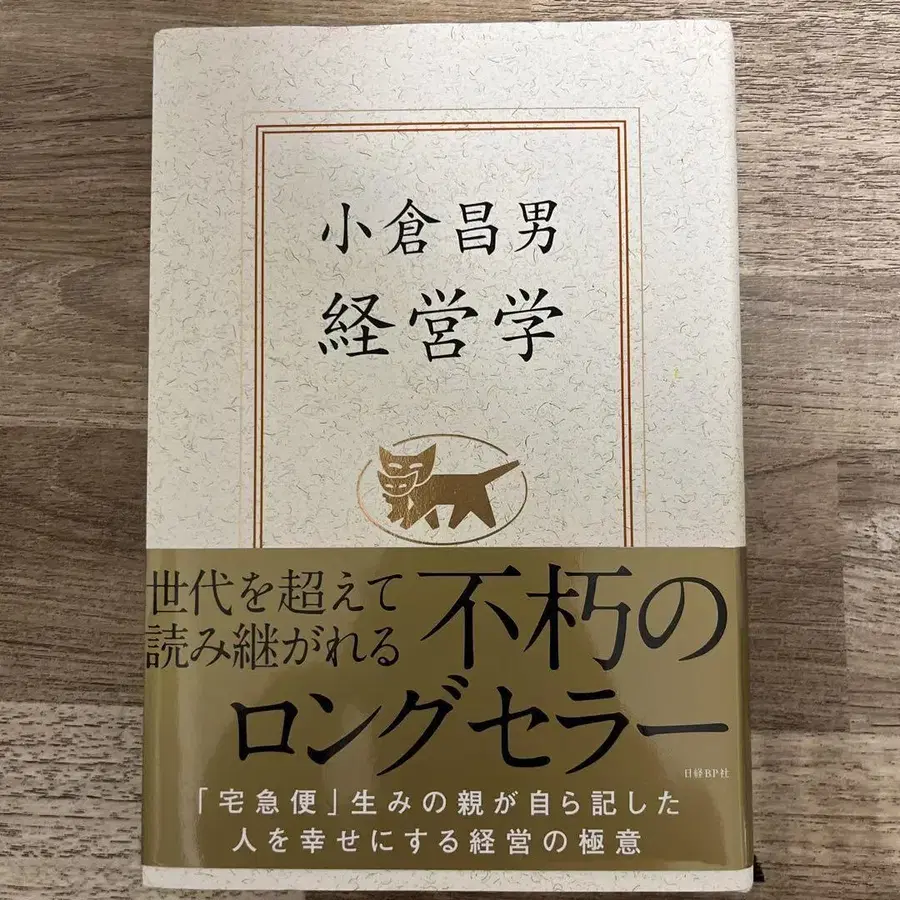 小倉昌男
経営学
世代を超えて
読み継がれる
不朽の
ロングセラー
日経BP社
「宅急便」生みの親が自ら記した
人を幸せにする経営の極意